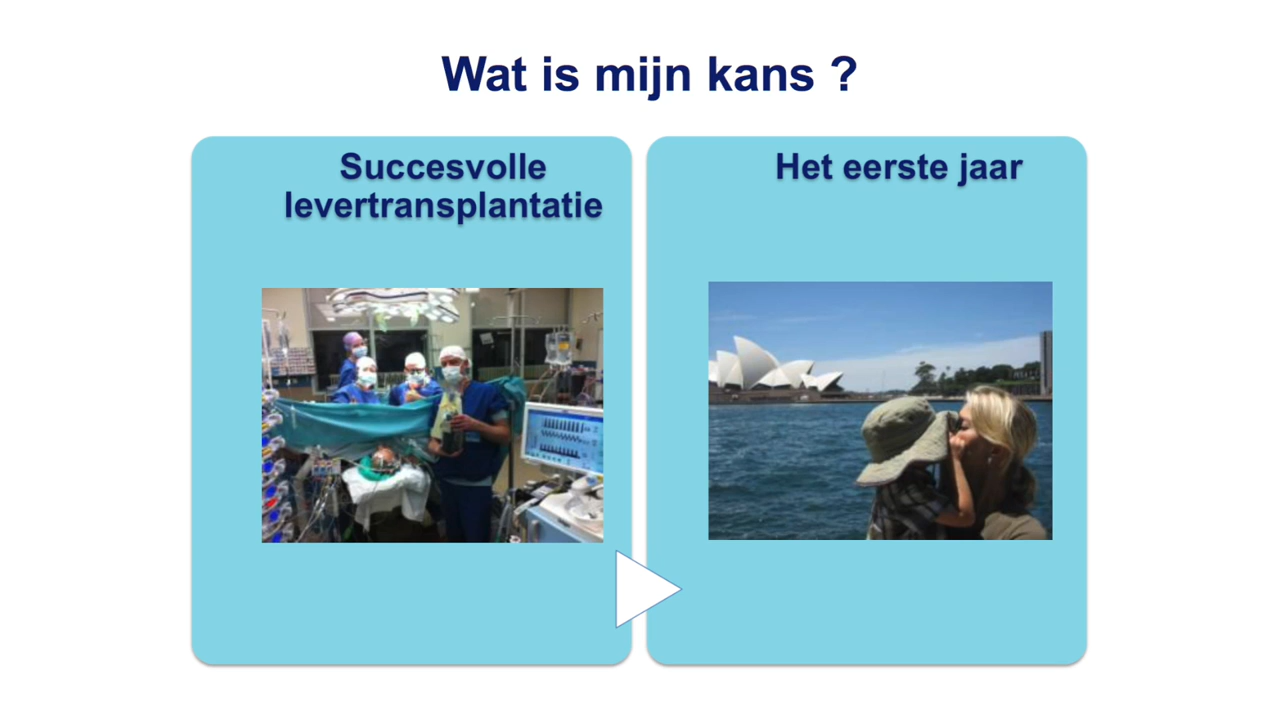 Wat is mijn kans ?
Succesvolle
levertransplantatie
Het eerste jaar